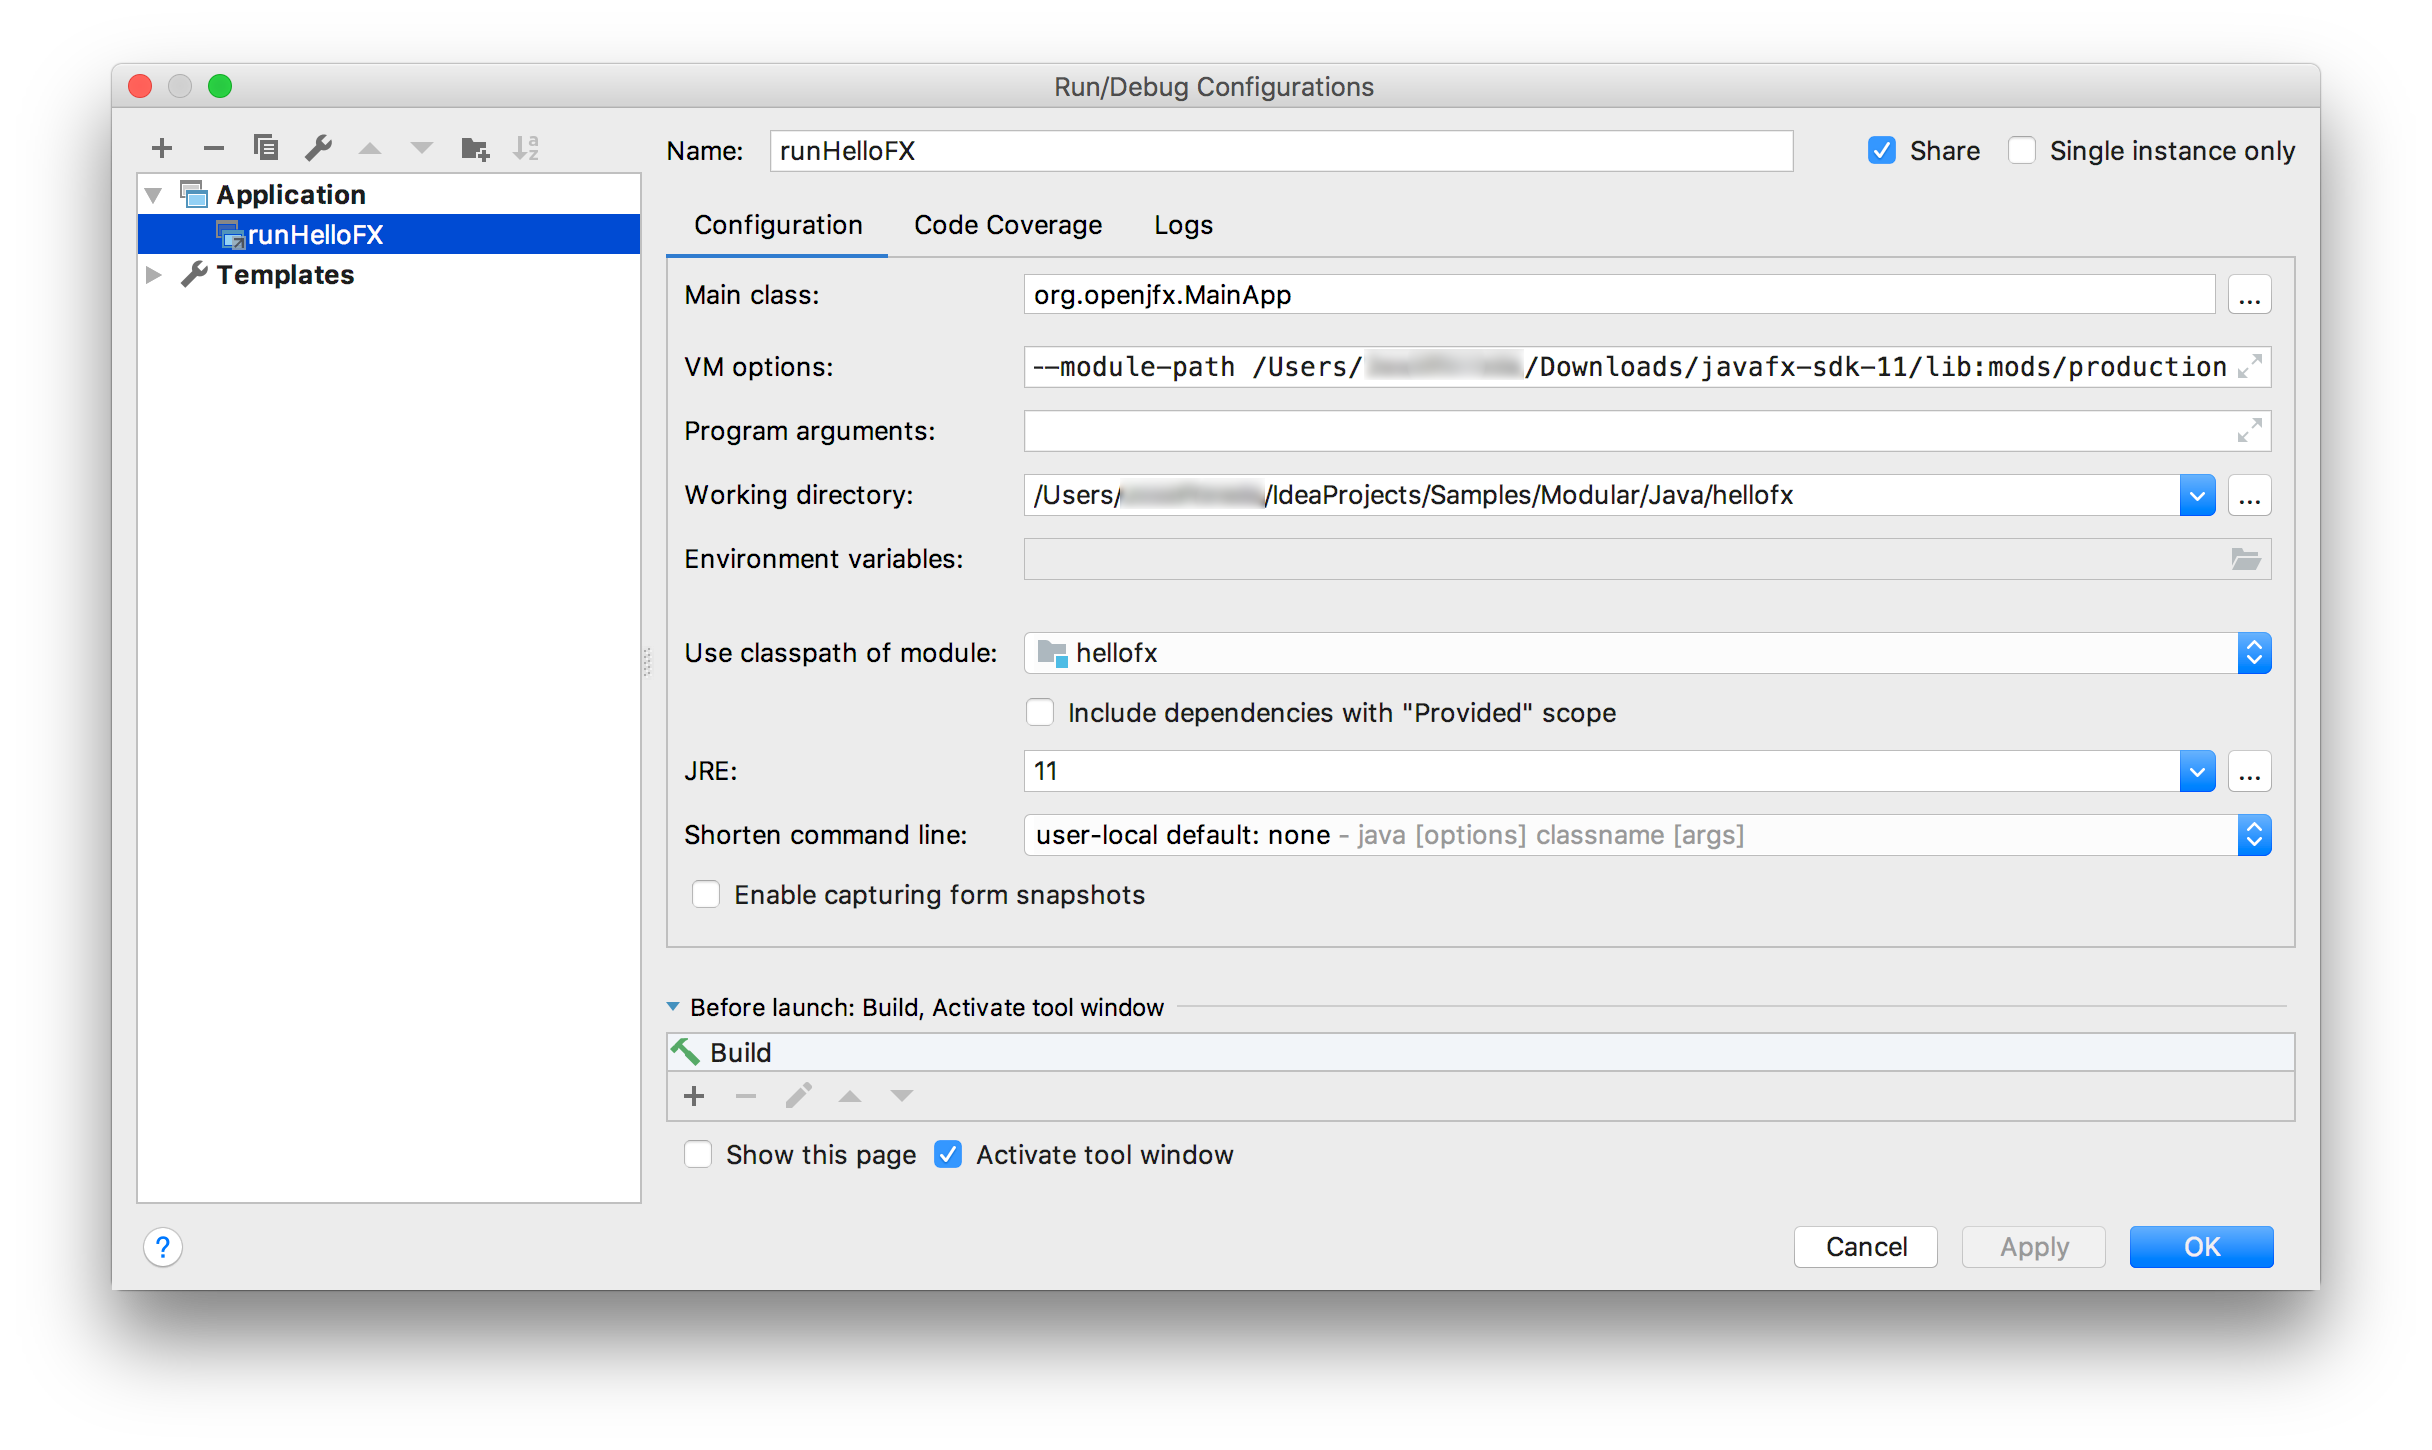 Run/Debug Configurations
Name: runHelloFX Share Single instance only
Application
runHelloFX
Templates
Configuration Code Coverage Logs
Main class: org.openjfx.MainApp ...
VM options: --module-path /Users/ /Downloads/javafx-sdk-11/lib:mods/production
Program arguments:
Working directory: /Users/ /IdeaProjects/Samples/Modular/Java/hellofx ...
Environment variables:
Use classpath of module: hellofx
Include dependencies with "Provided" scope
JRE: 11 ...
Shorten command line: user-local default: none - java [options] classname [args]
Enable capturing form snapshots
Before launch: Build, Activate tool window
Build
Show this page Activate tool window
? Cancel Apply OK